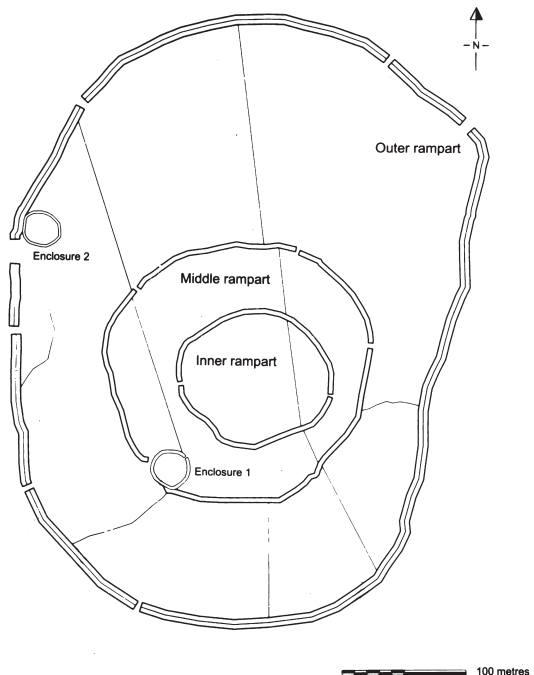 – N –
Outer rampart
Enclosure 2
Middle rampart
Inner rampart
Enclosure 1
100 metres